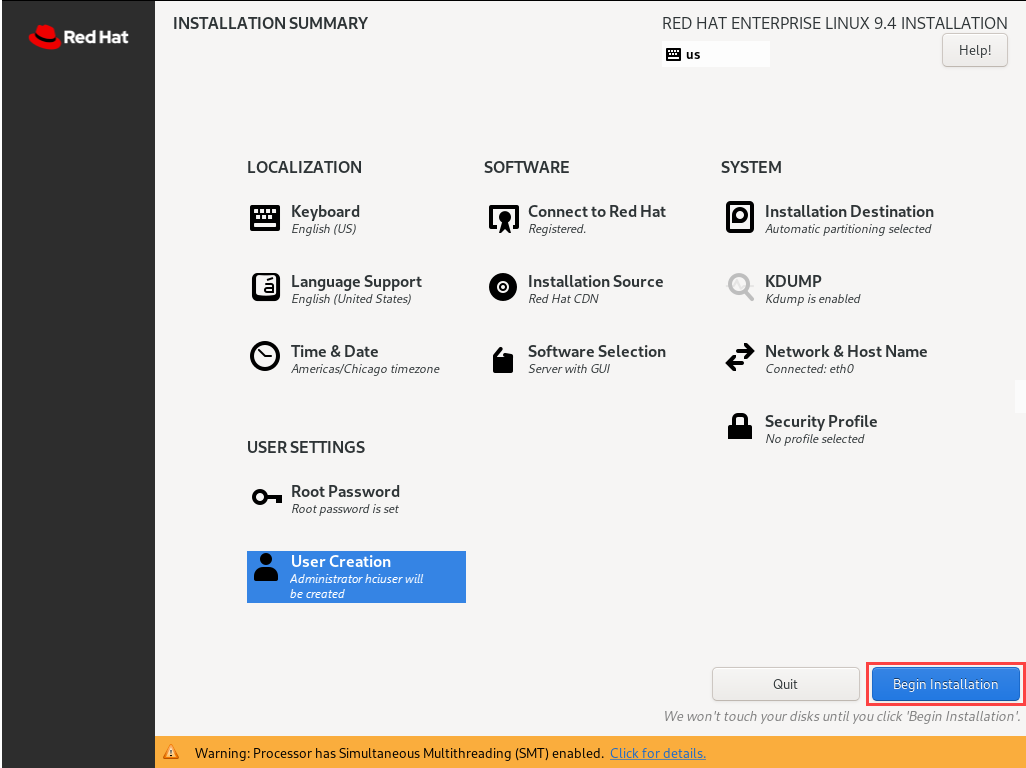 Red Hat
INSTALLATION SUMMARY
RED HAT ENTERPRISE LINUX 9.4 INSTALLATION
us
Help!
LOCALIZATION
Keyboard
English (US)
Language Support
English (United States)
Time & Date
Americas/Chicago timezone
SOFTWARE
Connect to Red Hat
Registered.
Installation Source
Red Hat CDN
Software Selection
Server with GUI
SYSTEM
Installation Destination
Automatic partitioning selected
KDUMP
Kdump is enabled
Network & Host Name
Connected: eth0
Security Profile
No profile selected
USER SETTINGS
Root Password
Root password is set
User Creation
Administrator hciuser will
be created
Quit
Begin Installation
We won't touch your disks until you click 'Begin Installation'.
Warning: Processor has Simultaneous Multithreading (SMT) enabled. Click for details.